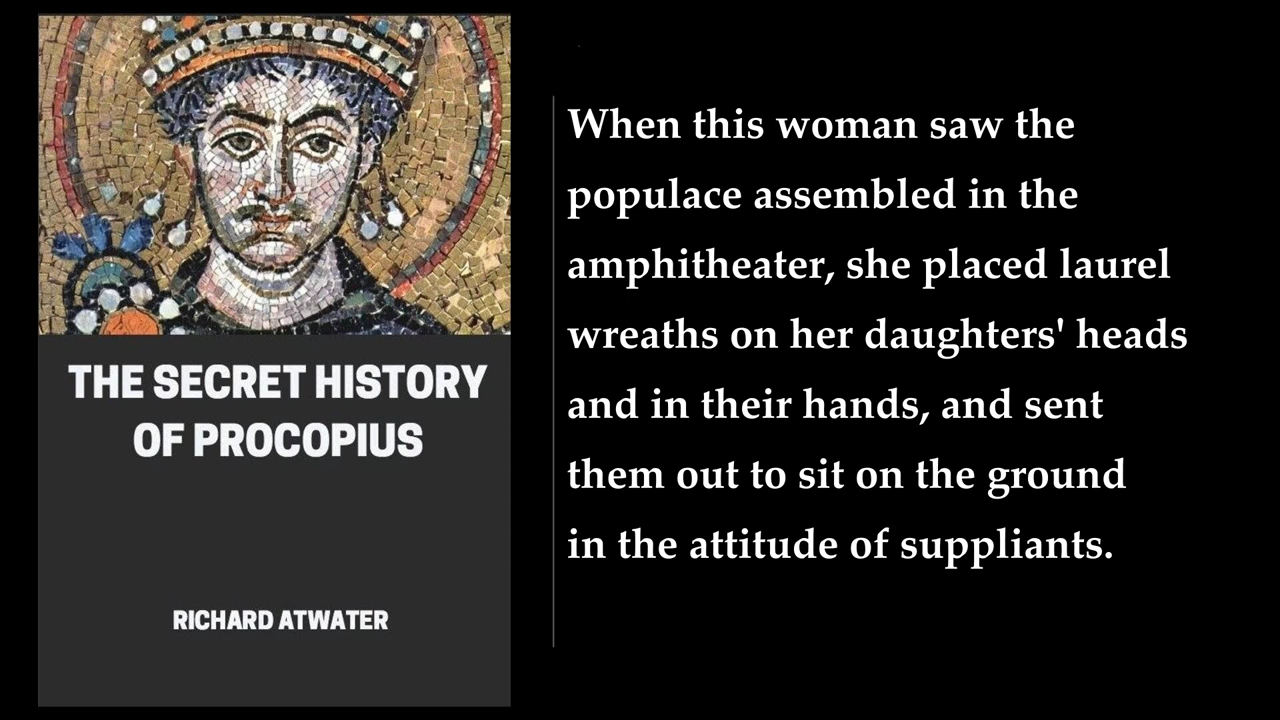 THE SECRET HISTORY
OF PROCOPIUS
RICHARD ATWATER
When this woman saw the
populace assembled in the
amphitheater, she placed laurel
wreaths on her daughters' heads
and in their hands, and sent
them out to sit on the ground
in the attitude of suppliants.